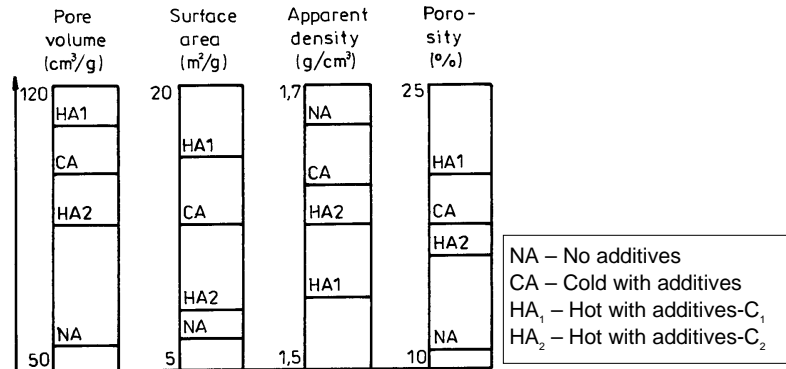 Pore
volume
(cm³/g)
Surface
area
(m²/g)
Apparent
density
(g/cm³)
Poro-
sity
(%)
120
HA1
CA
HA2
NA
50
20
HA1
CA
HA2
NA
5
1,7
NA
CA
HA2
HA1
1,5
25
HA1
CA
HA2
NA
10
NA – No additives
CA – Cold with additives
HA₁ – Hot with additives-C₁
HA₂ – Hot with additives-C₂